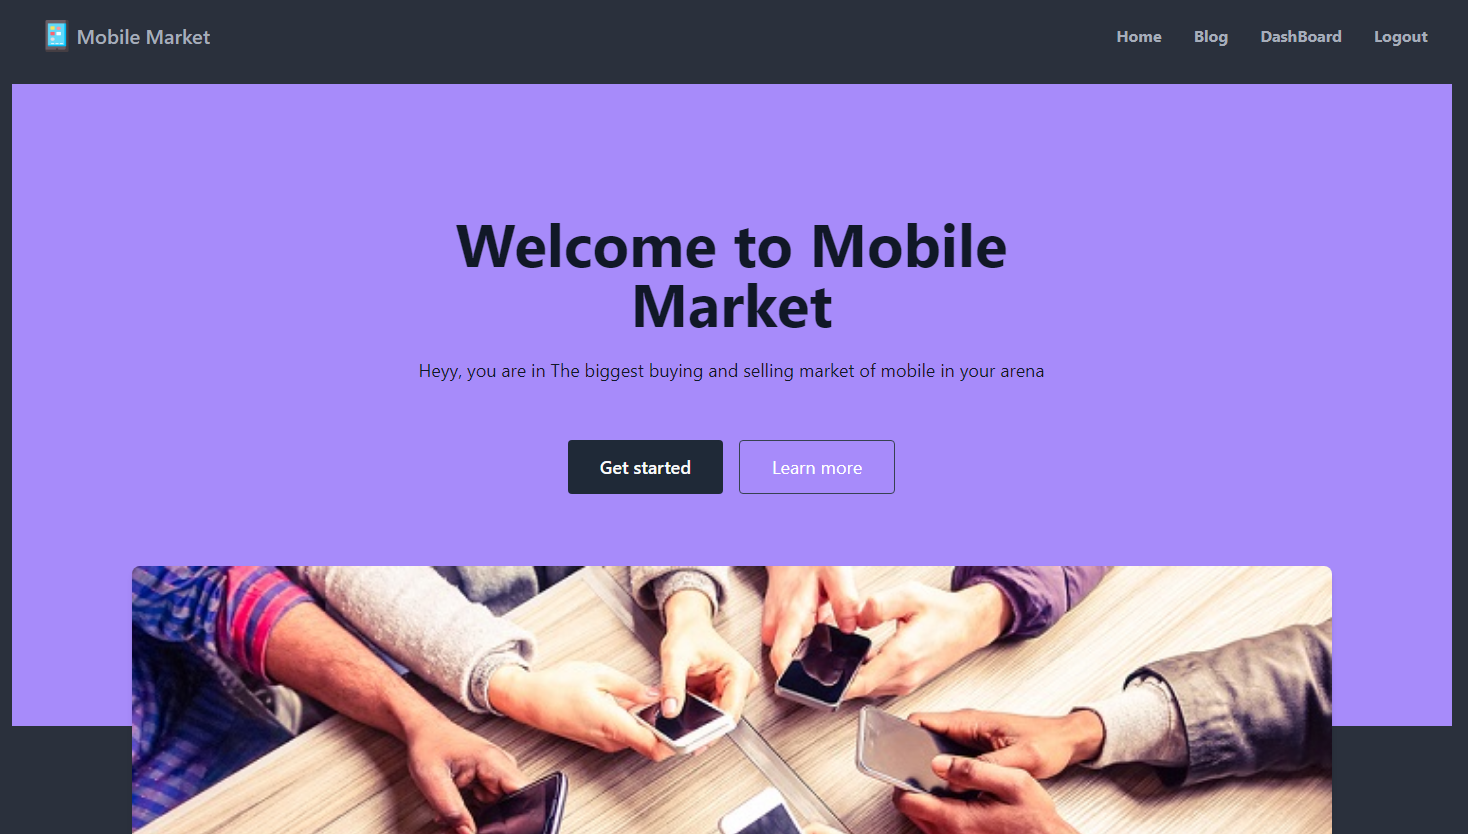 Mobile Market
Home
Blog
DashBoard
Logout
Welcome to Mobile
Market
Heyy, you are in The biggest buying and selling market of mobile in your arena
Get started
Learn more